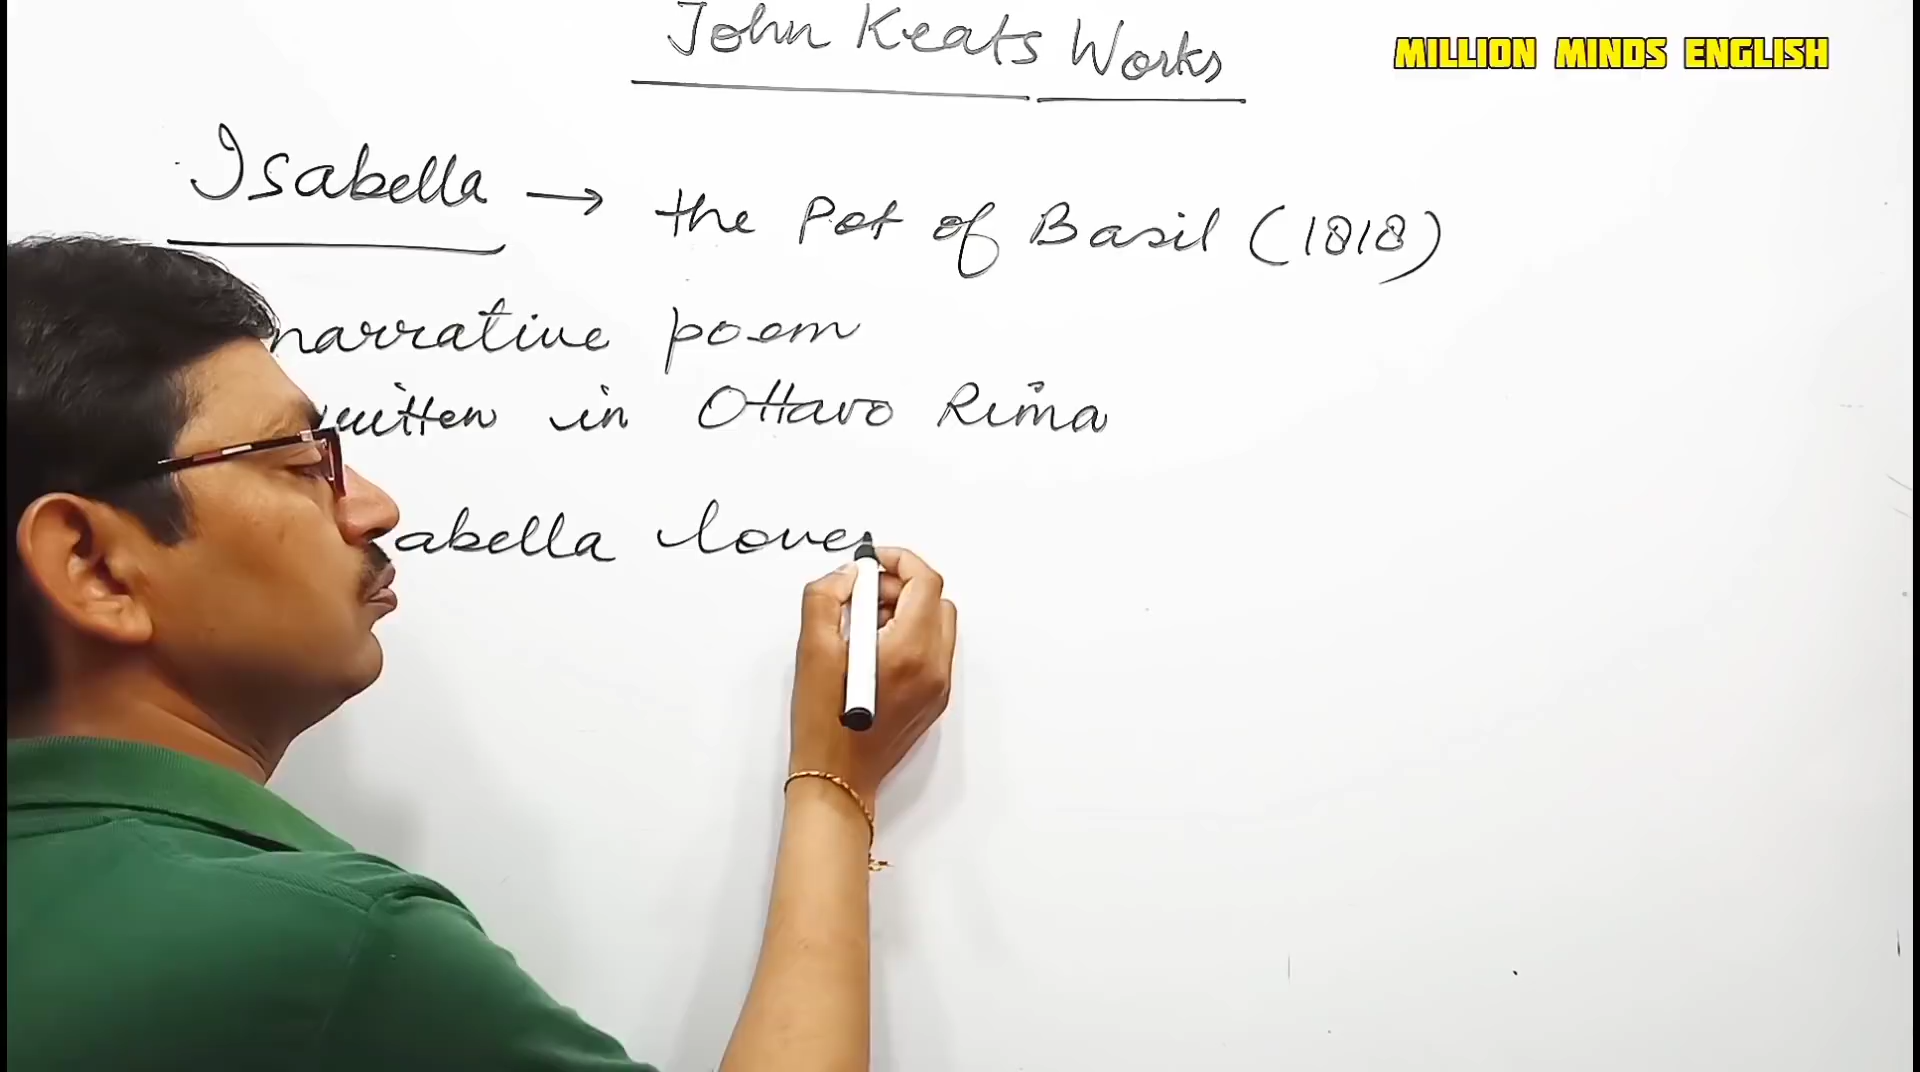 John Keats Works
MILLION MINDS ENGLISH
Isabella → the Pot of Basil (1818)
narrative poem
written in Ottavo Rima
abella love